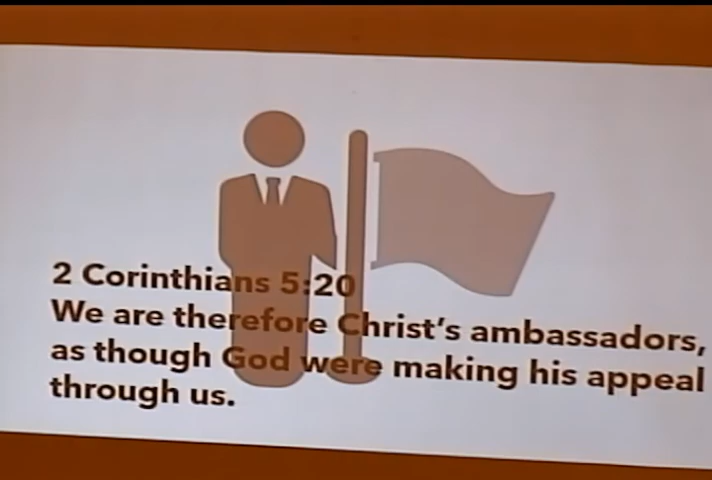 2 Corinthians 5:20
We are therefore Christ's ambassadors,
as though God were making his appeal
through us.